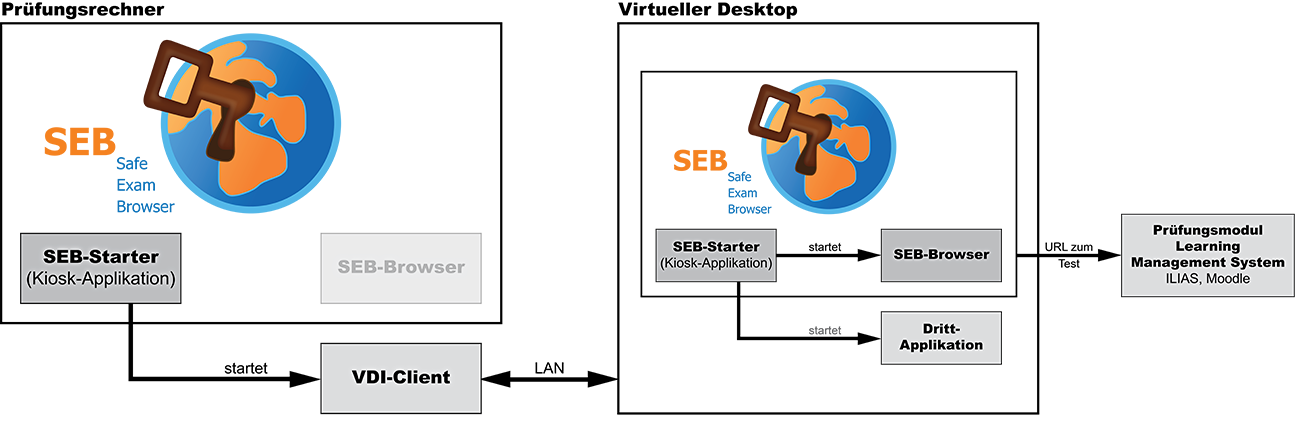 Prüfungsrechner
SEB
Safe
Exam
Browser
SEB-Starter
(Kiosk-Applikation)
SEB-Browser
startet
VDI-Client
LAN
Virtueller Desktop
SEB
Safe
Exam
Browser
SEB-Starter
(Kiosk-Applikation)
startet
SEB-Browser
startet
Dritt-
Applikation
URL zum
Test
Prüfungsmodul
Learning
Management System
ILIAS, Moodle